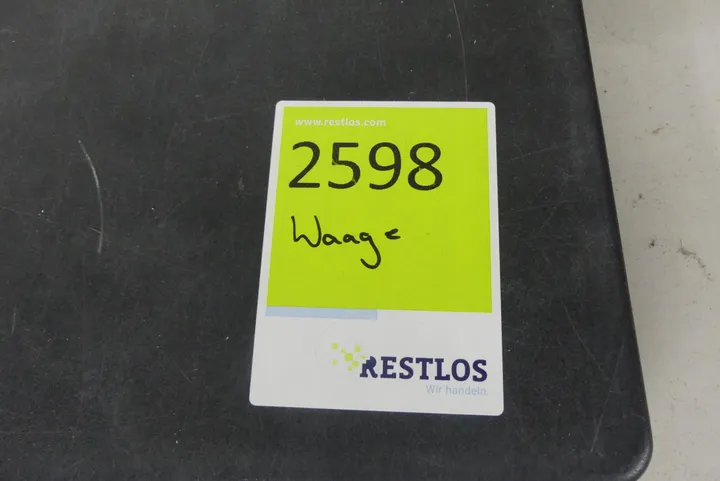 www.restlos.com
2598
Waage
RESTLOS
Wir handeln.